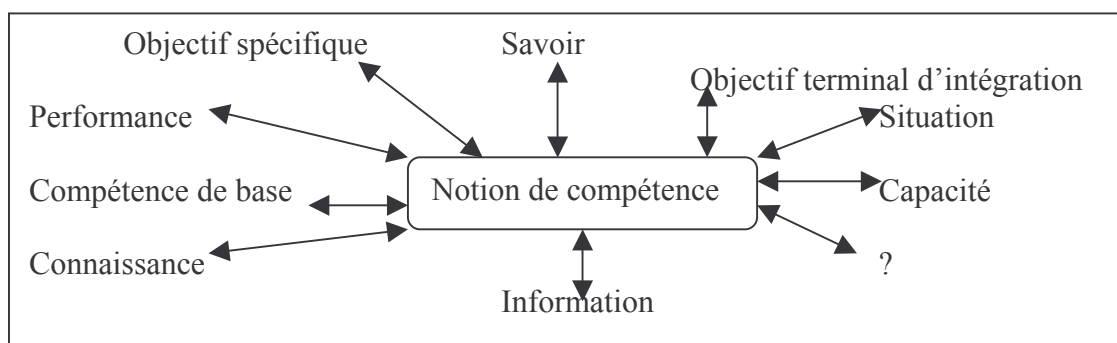 Objectif spécifique
Savoir
Objectif terminal d'intégration
Performance
Situation
Compétence de base
Notion de compétence
Capacité
Connaissance
?
Information